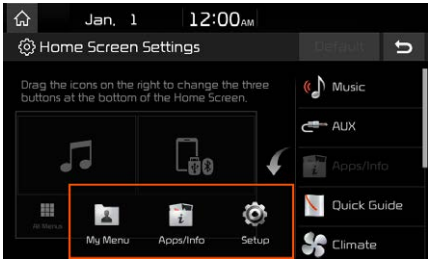 Jan. 1 12:00AM
Home Screen Settings
Default
Drag the icons on the right to change the three
buttons at the bottom of the Home Screen.
Music
AUX
Apps/Info
Quick Guide
Climate
All Menus
My Menu
Apps/Info
Setup